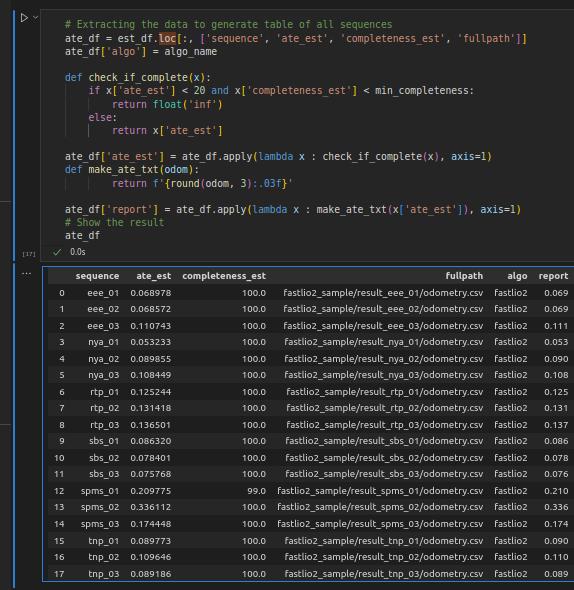 # Extracting the data to generate table of all sequences
ate_df = est_df.loc[:, ['sequence', 'ate_est', 'completeness_est', 'fullpath']]
ate_df['algo'] = algo_name
def check_if_complete(x):
if x['ate_est'] < 20 and x['completeness_est'] < min_completeness:
return float('inf')
else:
return x['ate_est']
ate_df['ate_est'] = ate_df.apply(lambda x : check_if_complete(x), axis=1)
def make_ate_txt(odom):
return f'{round(odom, 3):.03f}'
ate_df['report'] = ate_df.apply(lambda x : make_ate_txt(x['ate_est']), axis=1)
# Show the result
ate_df
[17]
0.0s
sequence ate_est completeness_est fullpath algo report
0 eee_01 0.068978 100.0 fastlio2_sample/result_eee_01/odometry.csv fastlio2 0.069
1 eee_02 0.068572 100.0 fastlio2_sample/result_eee_02/odometry.csv fastlio2 0.069
2 eee_03 0.110743 100.0 fastlio2_sample/result_eee_03/odometry.csv fastlio2 0.111
3 nya_01 0.053233 100.0 fastlio2_sample/result_nya_01/odometry.csv fastlio2 0.053
4 nya_02 0.089855 100.0 fastlio2_sample/result_nya_02/odometry.csv fastlio2 0.090
5 nya_03 0.108449 100.0 fastlio2_sample/result_nya_03/odometry.csv fastlio2 0.108
6 rtp_01 0.125244 100.0 fastlio2_sample/result_rtp_01/odometry.csv fastlio2 0.125
7 rtp_02 0.131418 100.0 fastlio2_sample/result_rtp_02/odometry.csv fastlio2 0.131
8 rtp_03 0.136501 100.0 fastlio2_sample/result_rtp_03/odometry.csv fastlio2 0.137
9 sbs_01 0.086320 100.0 fastlio2_sample/result_sbs_01/odometry.csv fastlio2 0.086
10 sbs_02 0.078401 100.0 fastlio2_sample/result_sbs_02/odometry.csv fastlio2 0.078
11 sbs_03 0.075768 100.0 fastlio2_sample/result_sbs_03/odometry.csv fastlio2 0.076
12 spms_01 0.209775 99.0 fastlio2_sample/result_spms_01/odometry.csv fastlio2 0.210
13 spms_02 0.336112 100.0 fastlio2_sample/result_spms_02/odometry.csv fastlio2 0.336
14 spms_03 0.174448 100.0 fastlio2_sample/result_spms_03/odometry.csv fastlio2 0.174
15 tnp_01 0.089773 100.0 fastlio2_sample/result_tnp_01/odometry.csv fastlio2 0.090
16 tnp_02 0.109646 100.0 fastlio2_sample/result_tnp_02/odometry.csv fastlio2 0.110
17 tnp_03 0.089186 100.0 fastlio2_sample/result_tnp_03/odometry.csv fastlio2 0.089